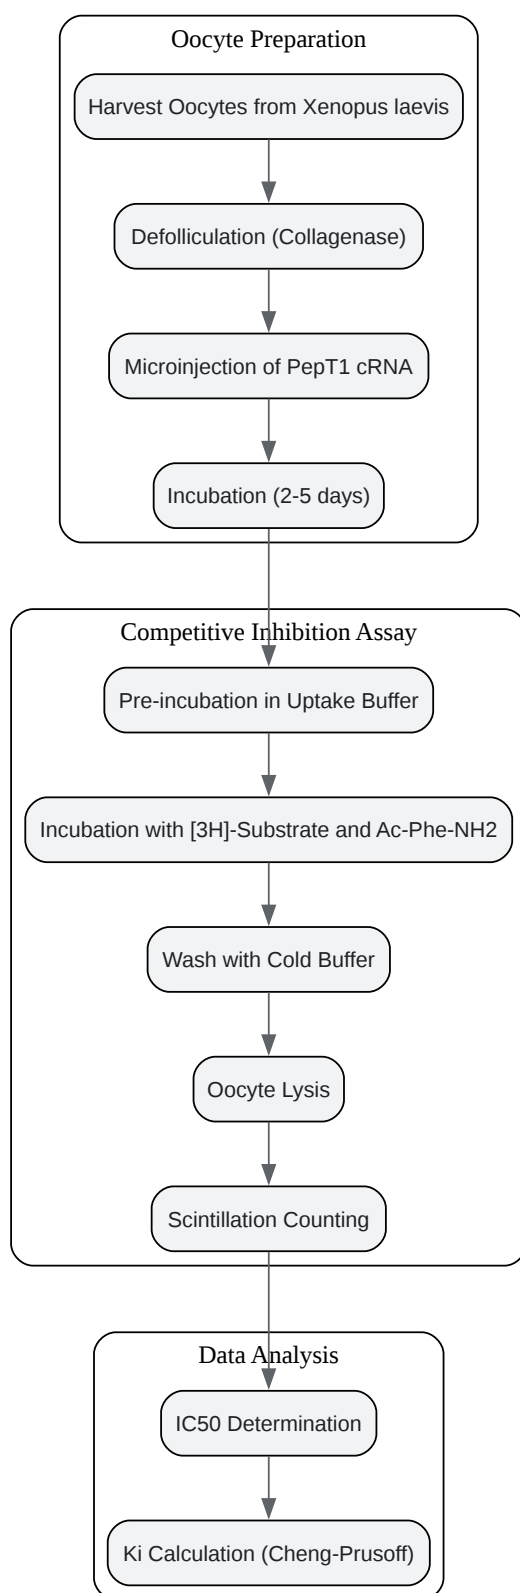 Oocyte Preparation
Harvest Oocytes from Xenopus laevis
Defolliculation (Collagenase)
Microinjection of PepT1 cRNA
Incubation (2-5 days)
Competitive Inhibition Assay
Pre-incubation in Uptake Buffer
Incubation with [3H]-Substrate and Ac-Phe-NH2
Wash with Cold Buffer
Oocyte Lysis
Scintillation Counting
Data Analysis
IC50 Determination
Ki Calculation (Cheng-Prusoff)